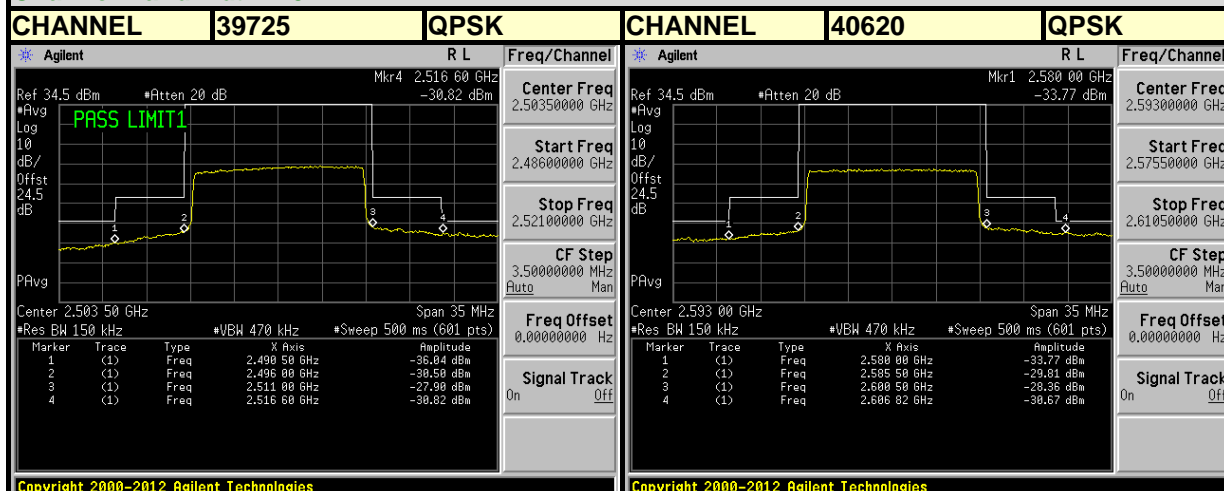 CHANNEL 39725 QPSK CHANNEL 40620 QPSK
Agilent R L Freq/Channel
Mkr4 2.516 60 GHz
Ref 34.5 dBm #Atten 20 dB -30.82 dBm
#Avg
Log
10
dB/
Offst
24.5
dB
PAvg
PASS LIMIT1
1
2
3
4
Center 2.503 50 GHz Span 35 MHz
#Res BW 150 kHz #VBW 470 kHz #Sweep 500 ms (601 pts)
Marker Trace Type X Axis Amplitude
1 (1) Freq 2.490 50 GHz -36.04 dBm
2 (1) Freq 2.496 00 GHz -30.50 dBm
3 (1) Freq 2.511 00 GHz -27.90 dBm
4 (1) Freq 2.516 60 GHz -30.82 dBm
Center Freq
2.50350000 GHz
Start Freq
2.48600000 GHz
Stop Freq
2.52100000 GHz
CF Step
3.50000000 MHz
Auto Man
Freq Offset
0.00000000 Hz
Signal Track
On Off
Copyright 2000-2012 Agilent Technologies
Agilent R L Freq/Channel
Mkr1 2.580 00 GHz
Ref 34.5 dBm #Atten 20 dB -33.77 dBm
#Avg
Log
10
dB/
Offst
24.5
dB
PAvg
1
2
3
4
Center 2.593 00 GHz Span 35 MHz
#Res BW 150 kHz #VBW 470 kHz #Sweep 500 ms (601 pts)
Marker Trace Type X Axis Amplitude
1 (1) Freq 2.580 00 GHz -33.77 dBm
2 (1) Freq 2.585 50 GHz -29.81 dBm
3 (1) Freq 2.600 50 GHz -28.36 dBm
4 (1) Freq 2.606 82 GHz -30.67 dBm
Center Freq
2.59300000 GHz
Start Freq
2.57550000 GHz
Stop Freq
2.61050000 GHz
CF Step
3.50000000 MHz
Auto Man
Freq Offset
0.00000000 Hz
Signal Track
On Off
Copyright 2000-2012 Agilent Technologies